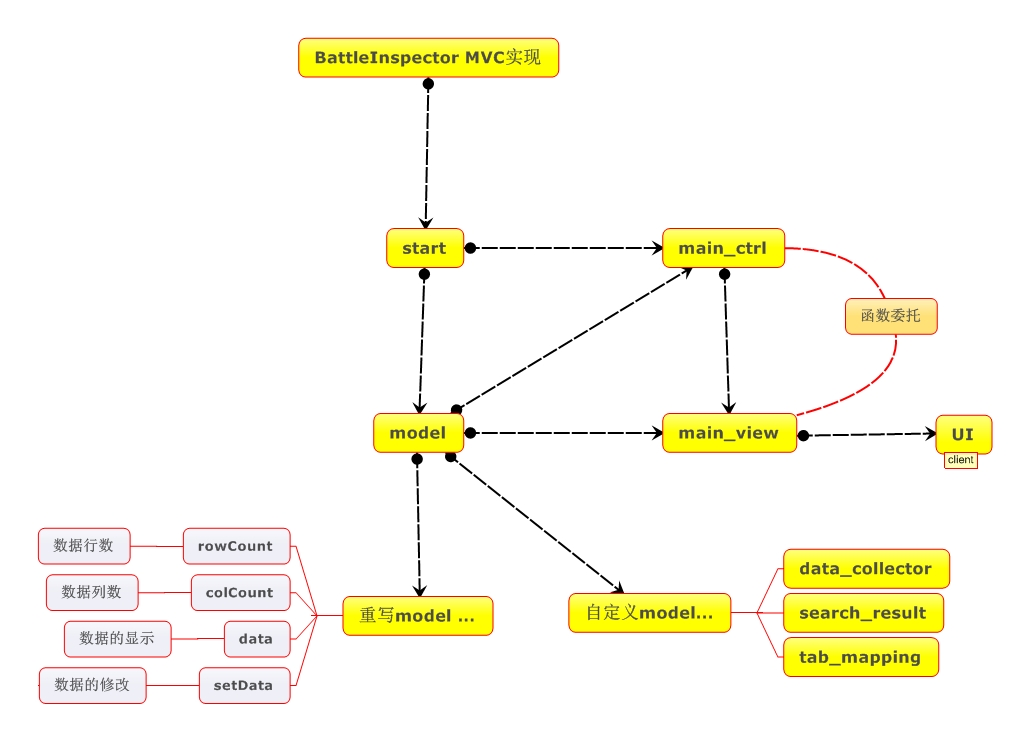 BattleInspector MVC实现
start
main_ctrl
函数委托
model
main_view
UI
client
数据行数
rowCount
数据列数
colCount
数据的显示
data
数据的修改
setData
重写model ...
自定义model...
data_collector
search_result
tab_mapping